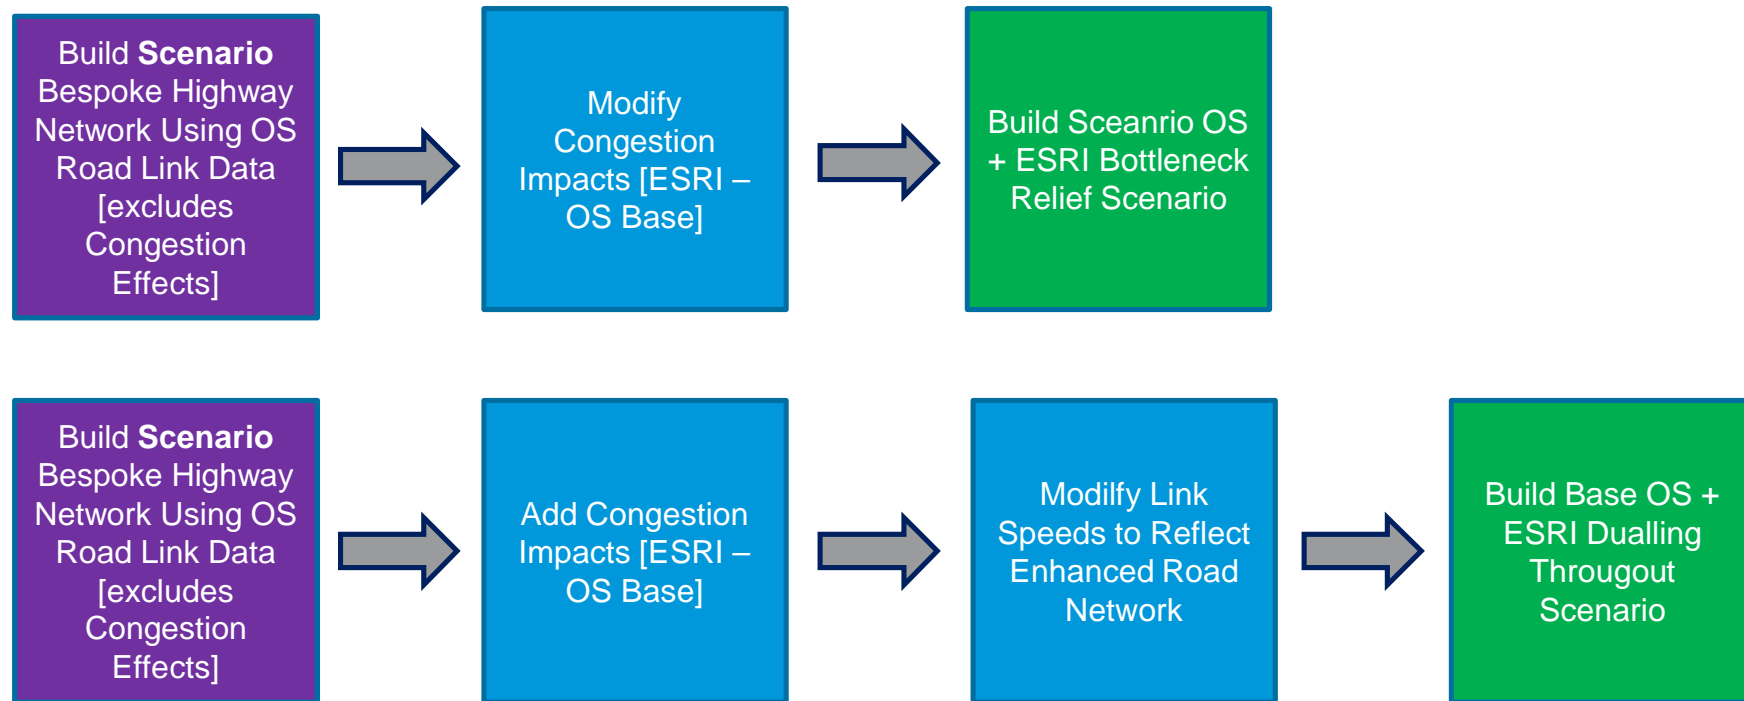 Build Scenario
Bespoke Highway
Network Using OS
Road Link Data
[excludes
Congestion
Effects]
Modify
Congestion
Impacts [ESRI –
OS Base]
Build Sceanrio OS
+ ESRI Bottleneck
Relief Scenario
Build Scenario
Bespoke Highway
Network Using OS
Road Link Data
[excludes
Congestion
Effects]
Add Congestion
Impacts [ESRI –
OS Base]
Modilfy Link
Speeds to Reflect
Enhanced Road
Network
Build Base OS +
ESRI Dualling
Througout
Scenario